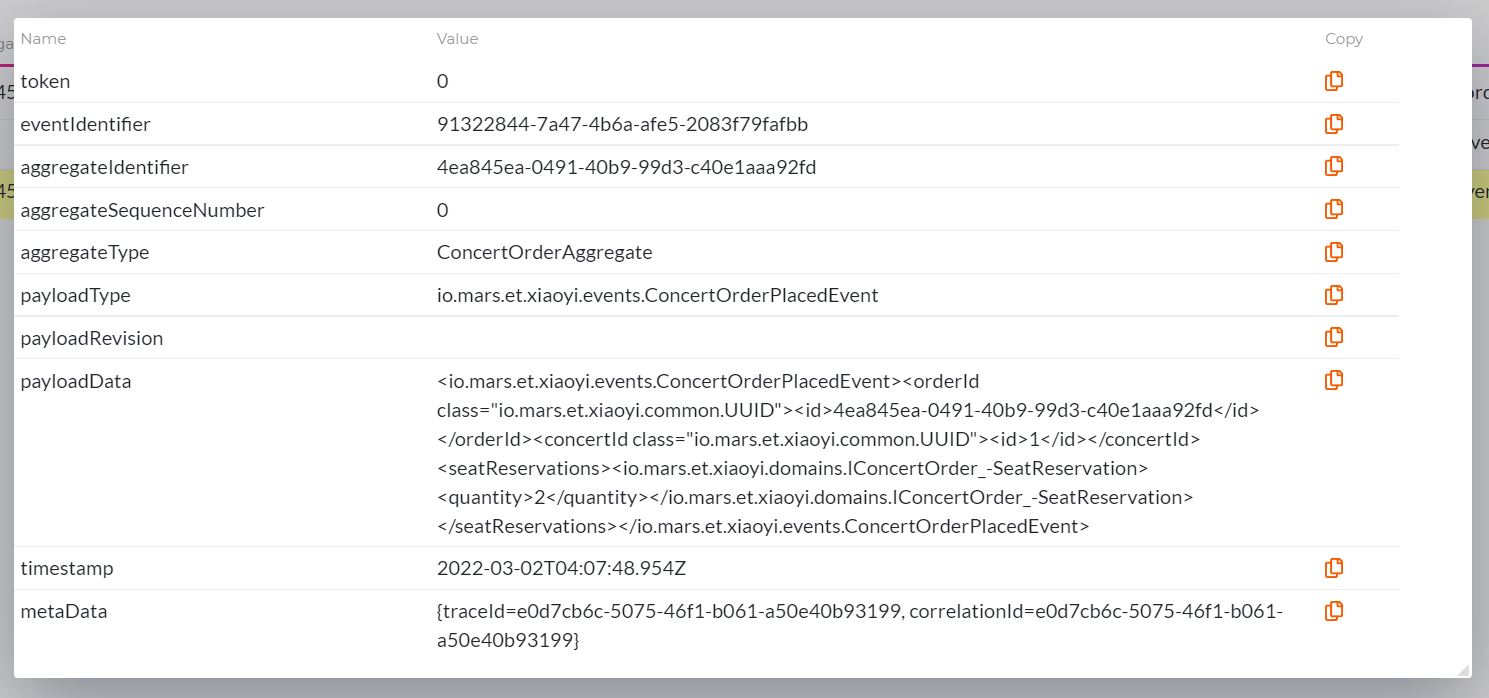 Name Value Copy
token 0
eventIdentifier 91322844-7a47-4b6a-afe5-2083f79fafbb
aggregateIdentifier 4ea845ea-0491-40b9-99d3-c40e1aaa92fd
aggregateSequenceNumber 0
aggregateType ConcertOrderAggregate
payloadType io.mars.et.xiaoyi.events.ConcertOrderPlacedEvent
payloadRevision
payloadData <io.mars.et.xiaoyi.events.ConcertOrderPlacedEvent><orderId
class="io.mars.et.xiaoyi.common.UUID"><id>4ea845ea-0491-40b9-99d3-c40e1aaa92fd</id>
</orderId><concertId class="io.mars.et.xiaoyi.common.UUID"><id>1</id></concertId>
<seatReservations><io.mars.et.xiaoyi.domains.IConcertOrder_-SeatReservation>
<quantity>2</quantity></io.mars.et.xiaoyi.domains.IConcertOrder_-SeatReservation>
</seatReservations></io.mars.et.xiaoyi.events.ConcertOrderPlacedEvent>
timestamp 2022-03-02T04:07:48.954Z
metaData {traceId=e0d7cb6c-5075-46f1-b061-a50e40b93199, correlationId=e0d7cb6c-5075-46f1-b061-
a50e40b93199}